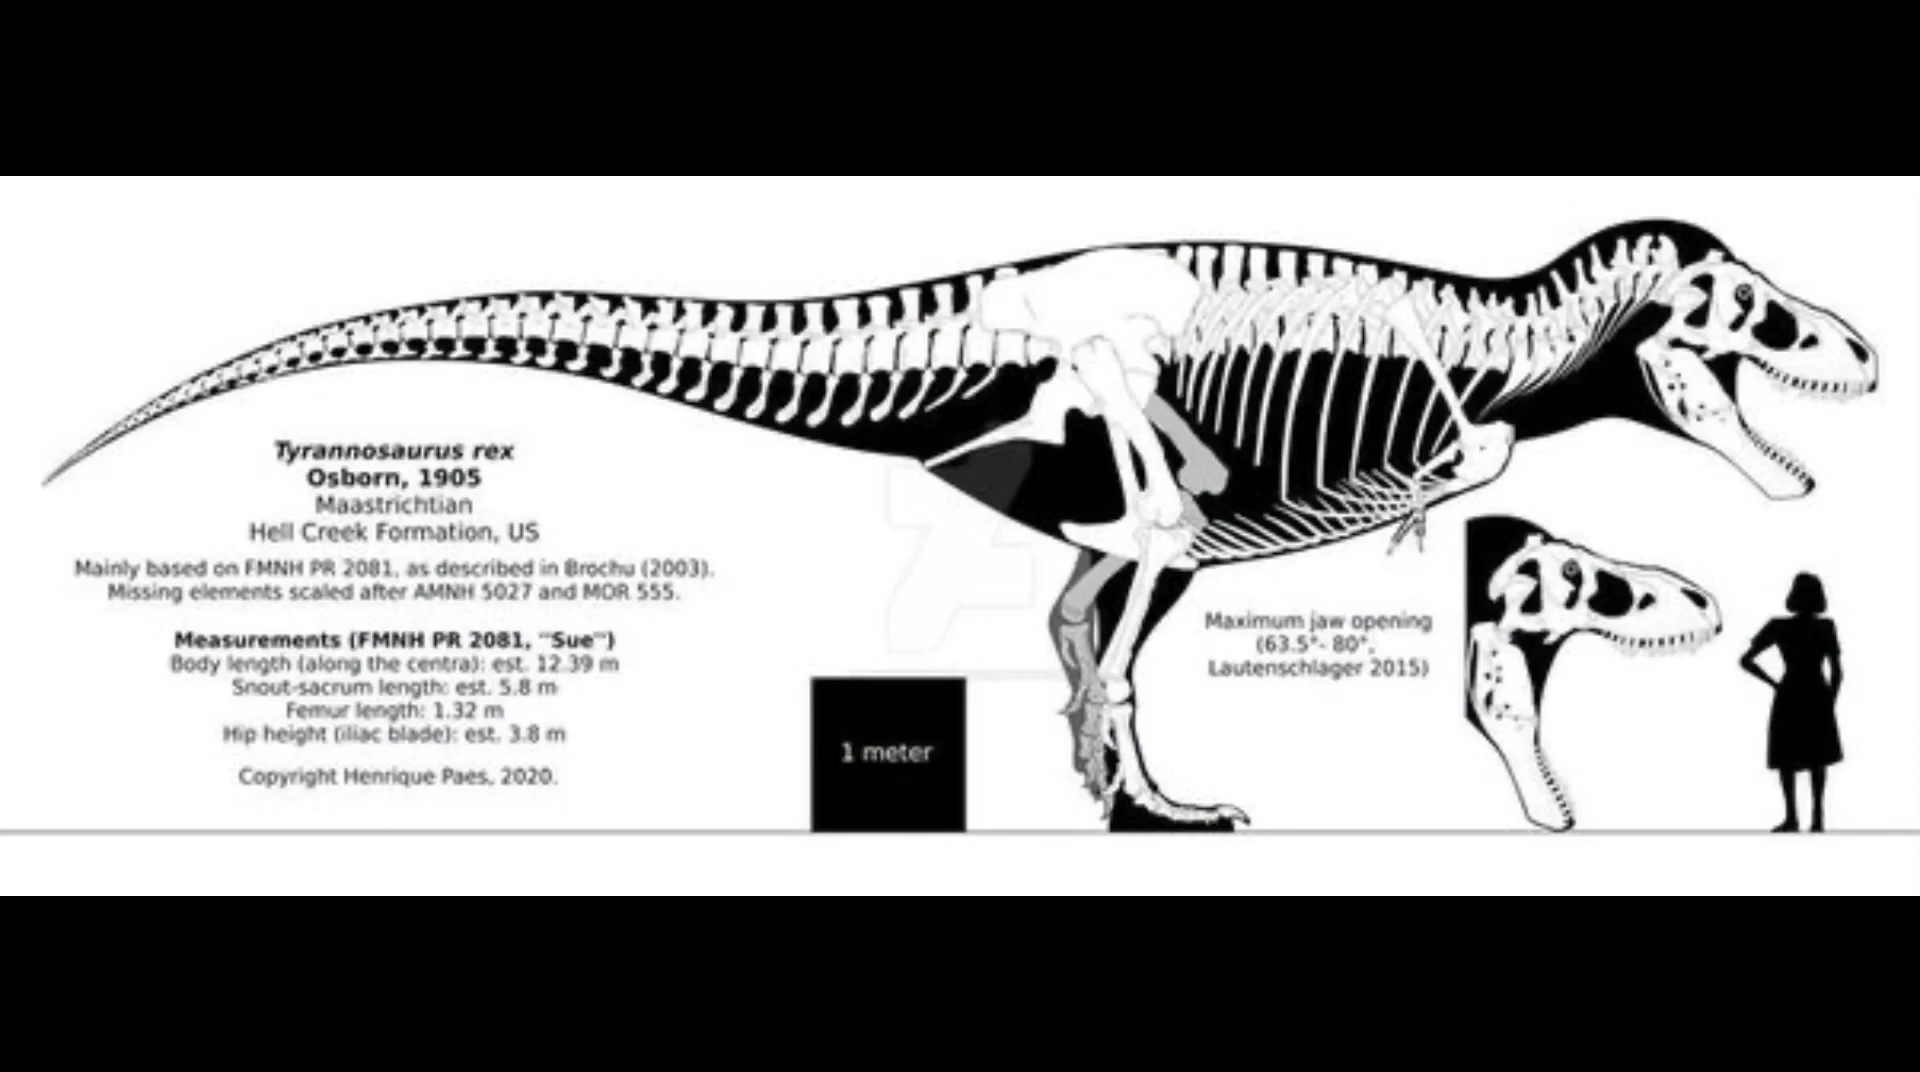 Tyrannosaurus rex
Osborn, 1905
Maastrichtian
Hell Creek Formation, US
Mainly based on FMNH PR 2081, as described in Brochu (2003).
Missing elements scaled after AMNH 5027 and MOR 555.
Measurements (FMNH PR 2081, "Sue")
Body length (along the centra): est. 12.39 m
Snout-sacrum length: est. 5.8 m
Femur length: 1.32 m
Hip height (iliac blade): est. 3.8 m
Copyright Henrique Paes, 2020.
1 meter
Maximum jaw opening
(63.5°- 80°,
Lautenschlager 2015)